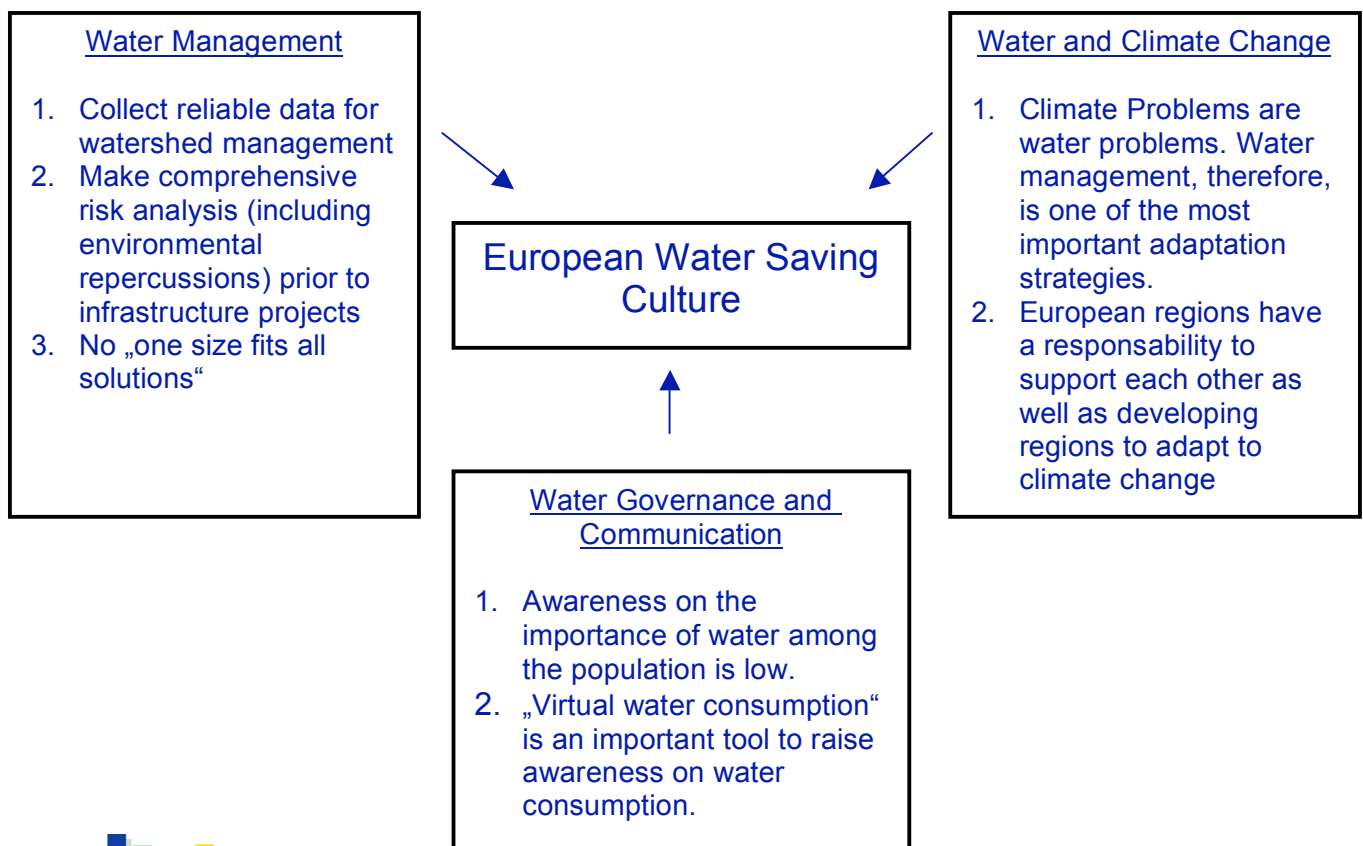 Water Management
1. Collect reliable data for
watershed management
2. Make comprehensive
risk analysis (including
environmental
repercussions) prior to
infrastructure projects
3. No „one size fits all
solutions“
Water and Climate Change
1. Climate Problems are
water problems. Water
management, therefore,
is one of the most
important adaptation
strategies.
2. European regions have
a responsability to
support each other as
well as developing
regions to adapt to
climate change
European Water Saving
Culture
Water Governance and
Communication
1. Awareness on the
importance of water among
the population is low.
2. „Virtual water consumption“
is an important tool to raise
awareness on water
consumption.